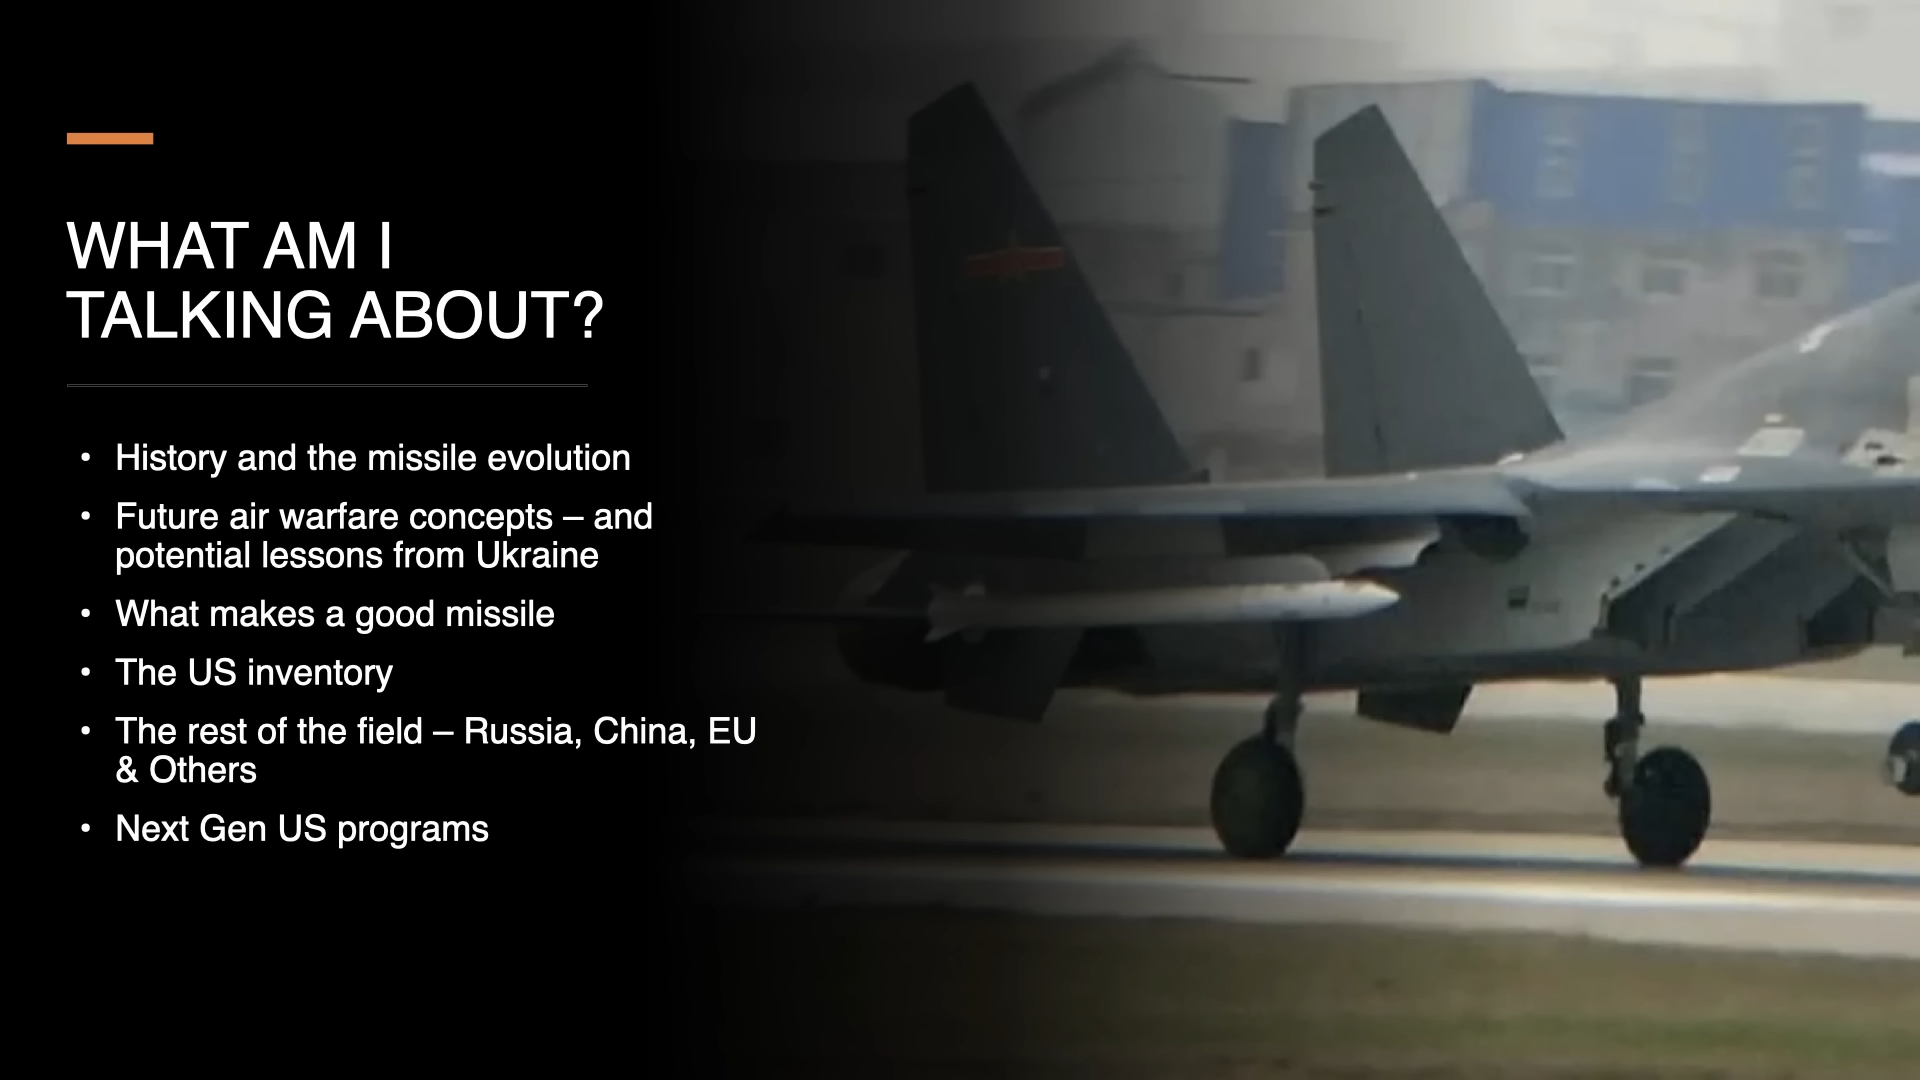 WHAT AM I
TALKING ABOUT?
• History and the missile evolution
• Future air warfare concepts – and
potential lessons from Ukraine
• What makes a good missile
• The US inventory
• The rest of the field – Russia, China, EU
& Others
• Next Gen US programs